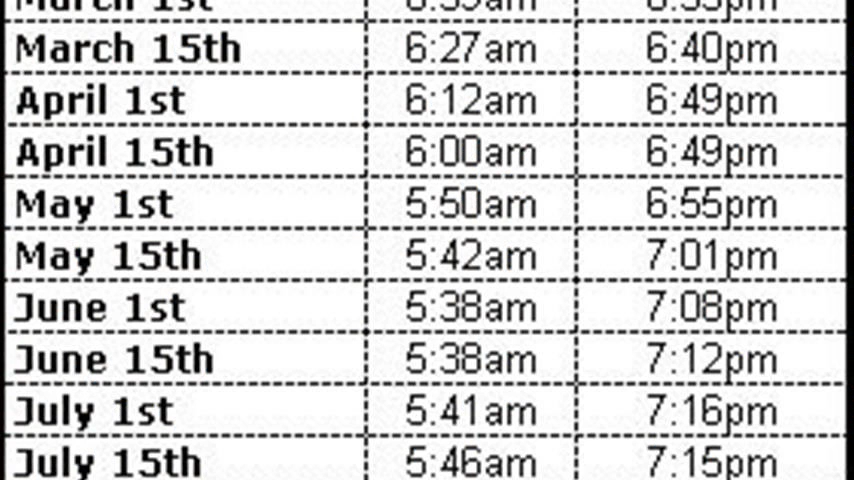 March 1st
March 15th 6:27am 6:40pm
April 1st 6:12am 6:49pm
April 15th 6:00am 6:49pm
May 1st 5:50am 6:55pm
May 15th 5:42am 7:01pm
June 1st 5:38am 7:08pm
June 15th 5:38am 7:12pm
July 1st 5:41am 7:16pm
July 15th 5:46am 7:15pm